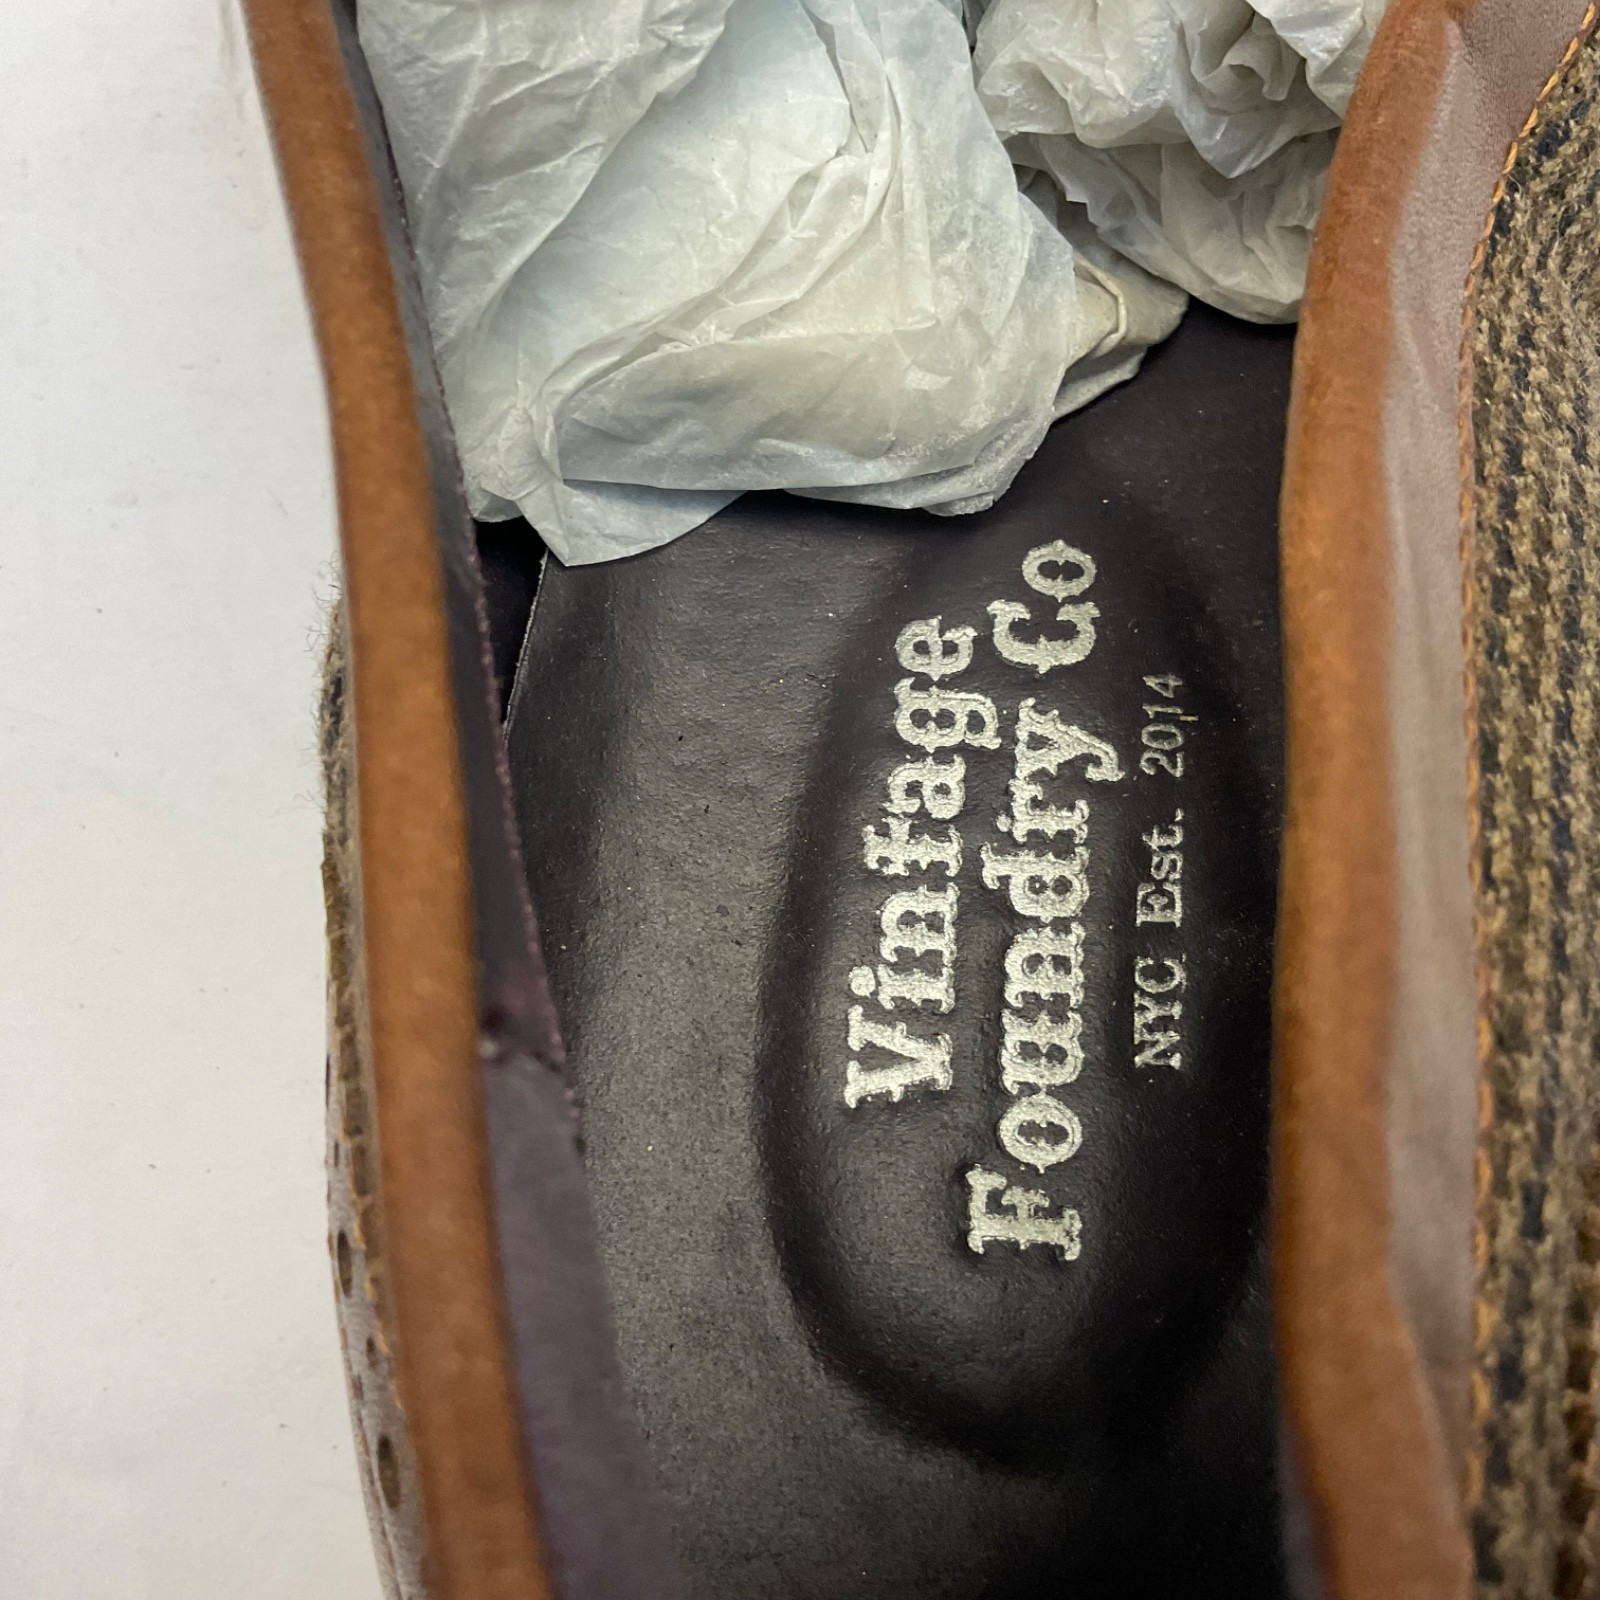 Vintage
Foundry Co
NYC Est. 2014